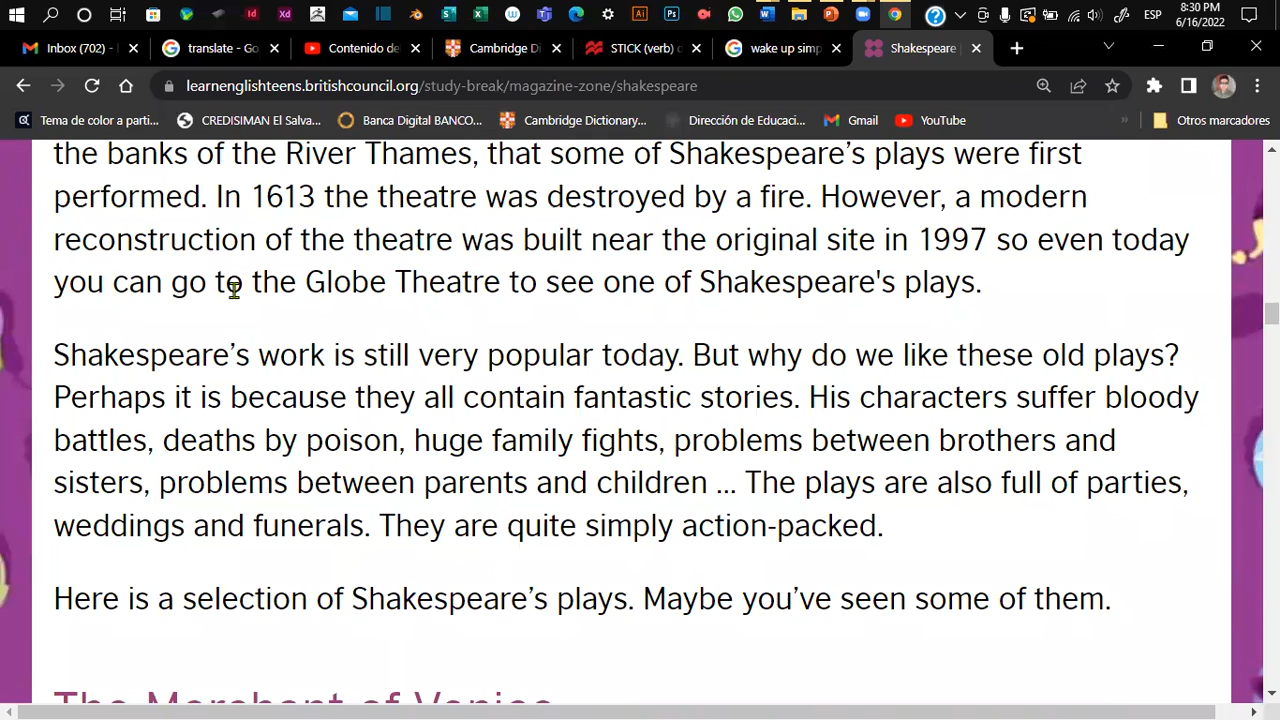 8:30 PM
ESP
6/16/2022
Inbox (702) -
translate - Go
Contenido de
Cambridge Di
STICK (verb) c
wake up simp
Shakespeare
learnenglishteens.britishcouncil.org/study-break/magazine-zone/shakespeare
Tema de color a parti...
CREDISIMAN El Salva...
Banca Digital BANCO...
Cambridge Dictionary...
Dirección de Educaci...
Gmail
YouTube
»
Otros marcadores
the banks of the River Thames, that some of Shakespeare’s plays were first
performed. In 1613 the theatre was destroyed by a fire. However, a modern
reconstruction of the theatre was built near the original site in 1997 so even today
you can go to the Globe Theatre to see one of Shakespeare's plays.
Shakespeare’s work is still very popular today. But why do we like these old plays?
Perhaps it is because they all contain fantastic stories. His characters suffer bloody
battles, deaths by poison, huge family fights, problems between brothers and
sisters, problems between parents and children ... The plays are also full of parties,
weddings and funerals. They are quite simply action-packed.
Here is a selection of Shakespeare’s plays. Maybe you’ve seen some of them.
The Merchant of Venice